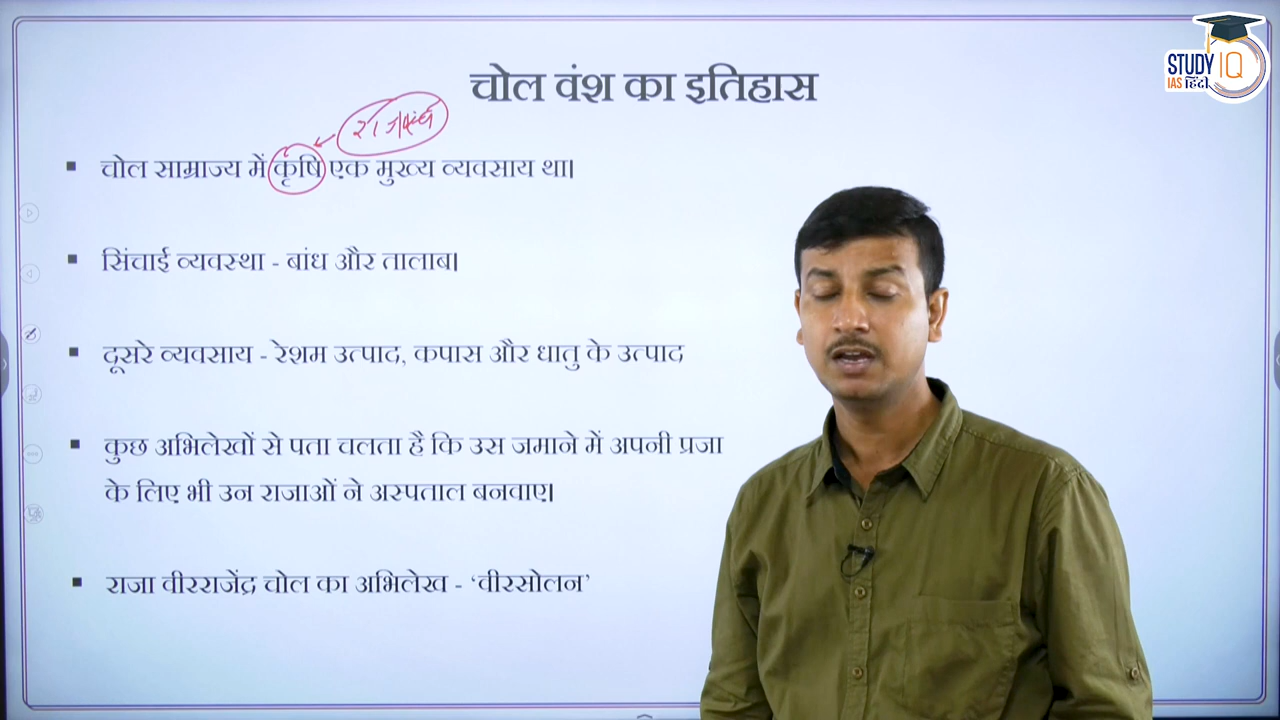 STUDY IQ
IAS हिंदी
चोल वंश का इतिहास
▪ चोल साम्राज्य में कृषि एक मुख्य व्यवसाय था।
▪ सिंचाई व्यवस्था - बांध और तालाब।
▪ दूसरे व्यवसाय - रेशम उत्पाद, कपास और धातु के उत्पाद
▪ कुछ अभिलेखों से पता चलता है कि उस जमाने में अपनी प्रजा
के लिए भी उन राजाओं ने अस्पताल बनवाए।
▪ राजा वीरराजेंद्र चोल का अभिलेख - ‘वीरसोलन’